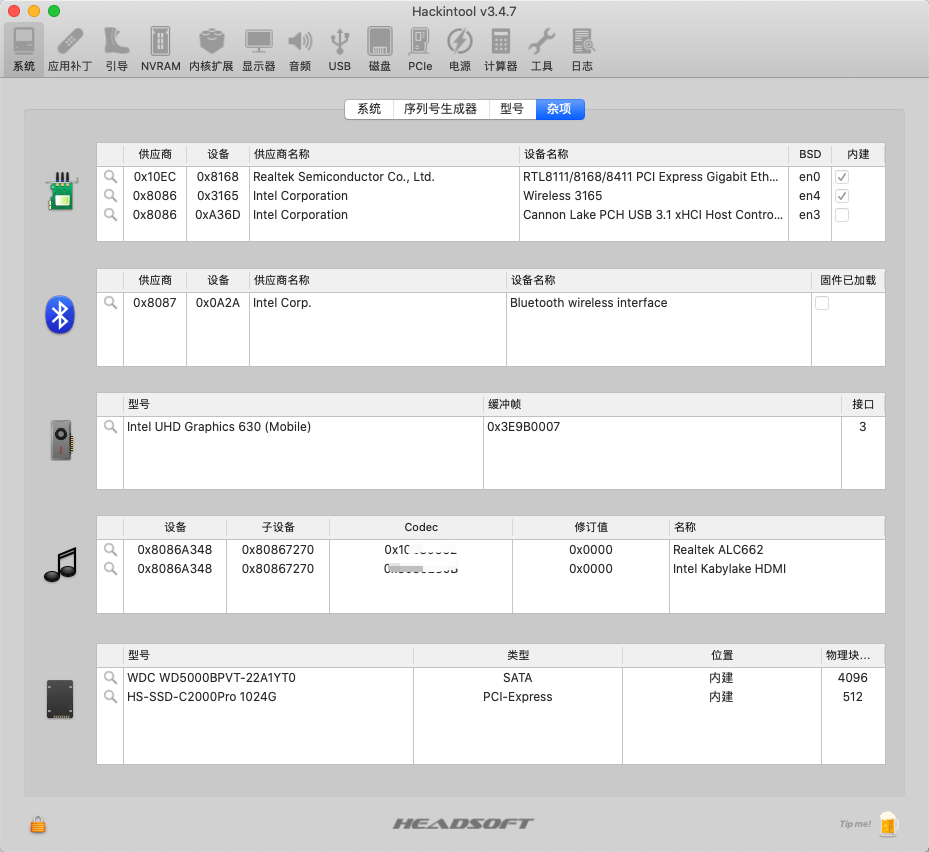 Hackintool v3.4.7
系统 应用补丁 引导 NVRAM 内核扩展 显示器 音频 USB 磁盘 PCIe 电源 计算器 工具 日志
系统 序列号生成器 型号 杂项
供应商 设备 供应商名称 设备名称 BSD 内建
0x10EC 0x8168 Realtek Semiconductor Co., Ltd. RTL8111/8168/8411 PCI Express Gigabit Eth... en0
0x8086 0x3165 Intel Corporation Wireless 3165 en4
0x8086 0xA36D Intel Corporation Cannon Lake PCH USB 3.1 xHCI Host Contro... en3
供应商 设备 供应商名称 设备名称 固件已加载
0x8087 0x0A2A Intel Corp. Bluetooth wireless interface
型号 缓冲帧 接口
Intel UHD Graphics 630 (Mobile) 0x3E9B0007 3
设备 子设备 Codec 修订值 名称
0x8086A348 0x80867270 0x0000 Realtek ALC662
0x8086A348 0x80867270 0x0000 Intel Kabylake HDMI
型号 类型 位置 物理块...
WDC WD5000BPVT-22A1YT0 SATA 内建 4096
HS-SSD-C2000Pro 1024G PCI-Express 内建 512
HEADSOFT
Tip me!